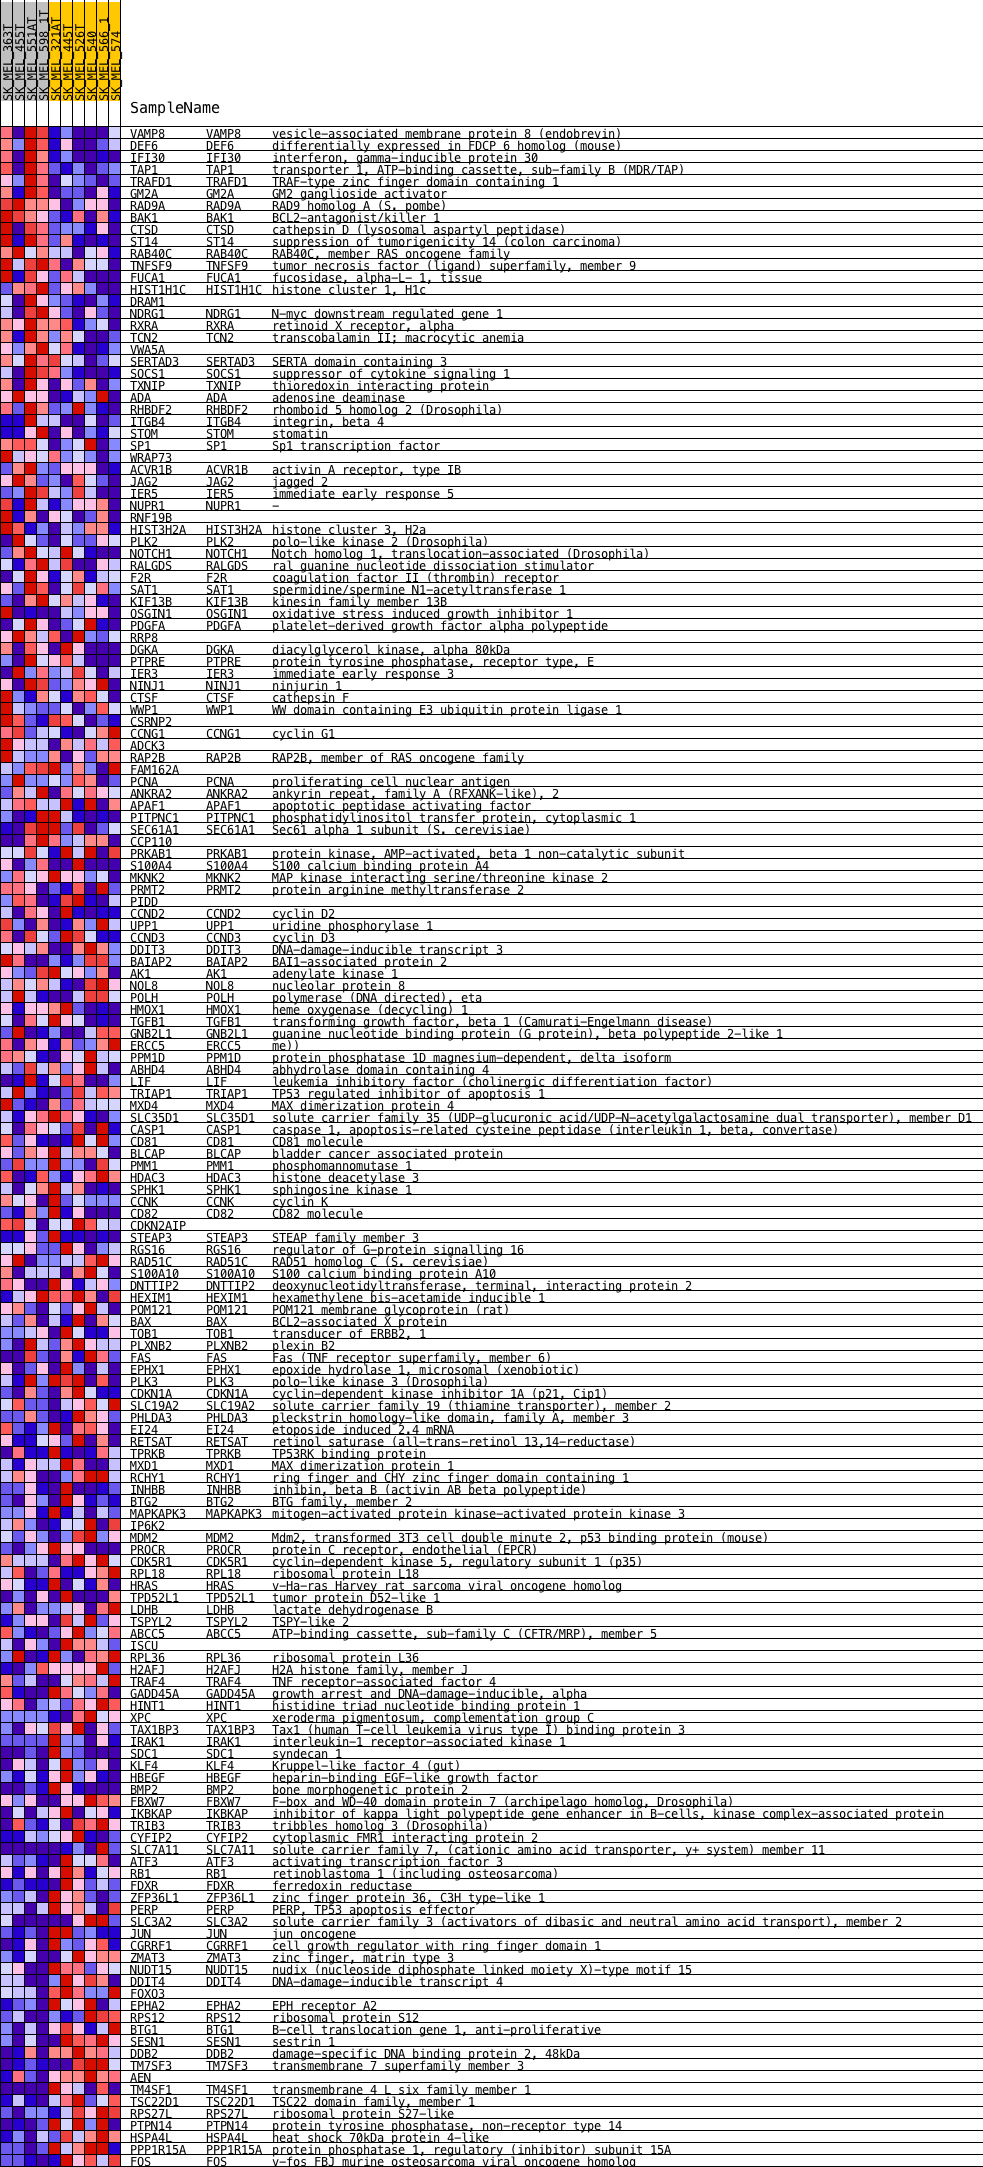 SK_MEL_363T
SK_MEL_455T
SK_MEL_551AT
SK_MEL_598_1T
SK_MEL_321AT
SK_MEL_445T
SK_MEL_526T
SK_MEL_540
SK_MEL_566_1
SK_MEL_574
SampleName
VAMP8 VAMP8 vesicle-associated membrane protein 8 (endobrevin)
DEF6 DEF6 differentially expressed in FDCP 6 homolog (mouse)
IFI30 IFI30 interferon, gamma-inducible protein 30
TAP1 TAP1 transporter 1, ATP-binding cassette, sub-family B (MDR/TAP)
TRAFD1 TRAFD1 TRAF-type zinc finger domain containing 1
GM2A GM2A GM2 ganglioside activator
RAD9A RAD9A RAD9 homolog A (S. pombe)
BAK1 BAK1 BCL2-antagonist/killer 1
CTSD CTSD cathepsin D (lysosomal aspartyl peptidase)
ST14 ST14 suppression of tumorigenicity 14 (colon carcinoma)
RAB40C RAB40C RAB40C, member RAS oncogene family
TNFSF9 TNFSF9 tumor necrosis factor (ligand) superfamily, member 9
FUCA1 FUCA1 fucosidase, alpha-L- 1, tissue
HIST1H1C HIST1H1C histone cluster 1, H1c
DRAM1
NDRG1 NDRG1 N-myc downstream regulated gene 1
RXRA RXRA retinoid X receptor, alpha
TCN2 TCN2 transcobalamin II; macrocytic anemia
VWA5A
SERTAD3 SERTAD3 SERTA domain containing 3
SOCS1 SOCS1 suppressor of cytokine signaling 1
TXNIP TXNIP thioredoxin interacting protein
ADA ADA adenosine deaminase
RHBDF2 RHBDF2 rhomboid 5 homolog 2 (Drosophila)
ITGB4 ITGB4 integrin, beta 4
STOM STOM stomatin
SP1 SP1 Sp1 transcription factor
WRAP73
ACVR1B ACVR1B activin A receptor, type IB
JAG2 JAG2 jagged 2
IER5 IER5 immediate early response 5
NUPR1 NUPR1 -
RNF19B
HIST3H2A HIST3H2A histone cluster 3, H2a
PLK2 PLK2 polo-like kinase 2 (Drosophila)
NOTCH1 NOTCH1 Notch homolog 1, translocation-associated (Drosophila)
RALGDS RALGDS ral guanine nucleotide dissociation stimulator
F2R F2R coagulation factor II (thrombin) receptor
SAT1 SAT1 spermidine/spermine N1-acetyltransferase 1
KIF13B KIF13B kinesin family member 13B
OSGIN1 OSGIN1 oxidative stress induced growth inhibitor 1
PDGFA PDGFA platelet-derived growth factor alpha polypeptide
RRP8
DGKA DGKA diacylglycerol kinase, alpha 80kDa
PTPRE PTPRE protein tyrosine phosphatase, receptor type, E
IER3 IER3 immediate early response 3
NINJ1 NINJ1 ninjurin 1
CTSF CTSF cathepsin F
WWP1 WWP1 WW domain containing E3 ubiquitin protein ligase 1
CSRNP2
CCNG1 CCNG1 cyclin G1
ADCK3
RAP2B RAP2B RAP2B, member of RAS oncogene family
FAM162A
PCNA PCNA proliferating cell nuclear antigen
ANKRA2 ANKRA2 ankyrin repeat, family A (RFXANK-like), 2
APAF1 APAF1 apoptotic peptidase activating factor
PITPNC1 PITPNC1 phosphatidylinositol transfer protein, cytoplasmic 1
SEC61A1 SEC61A1 Sec61 alpha 1 subunit (S. cerevisiae)
CCP110
PRKAB1 PRKAB1 protein kinase, AMP-activated, beta 1 non-catalytic subunit
S100A4 S100A4 S100 calcium binding protein A4
MKNK2 MKNK2 MAP kinase interacting serine/threonine kinase 2
PRMT2 PRMT2 protein arginine methyltransferase 2
PIDD
CCND2 CCND2 cyclin D2
UPP1 UPP1 uridine phosphorylase 1
CCND3 CCND3 cyclin D3
DDIT3 DDIT3 DNA-damage-inducible transcript 3
BAIAP2 BAIAP2 BAI1-associated protein 2
AK1 AK1 adenylate kinase 1
NOL8 NOL8 nucleolar protein 8
POLH POLH polymerase (DNA directed), eta
HMOX1 HMOX1 heme oxygenase (decycling) 1
TGFB1 TGFB1 transforming growth factor, beta 1 (Camurati-Engelmann disease)
GNB2L1 GNB2L1 guanine nucleotide binding protein (G protein), beta polypeptide 2-like 1
ERCC5 ERCC5 me))
PPM1D PPM1D protein phosphatase 1D magnesium-dependent, delta isoform
ABHD4 ABHD4 abhydrolase domain containing 4
LIF LIF leukemia inhibitory factor (cholinergic differentiation factor)
TRIAP1 TRIAP1 TP53 regulated inhibitor of apoptosis 1
MXD4 MXD4 MAX dimerization protein 4
SLC35D1 SLC35D1 solute carrier family 35 (UDP-glucuronic acid/UDP-N-acetylgalactosamine dual transporter), member D1
CASP1 CASP1 caspase 1, apoptosis-related cysteine peptidase (interleukin 1, beta, convertase)
CD81 CD81 CD81 molecule
BLCAP BLCAP bladder cancer associated protein
PMM1 PMM1 phosphomannomutase 1
HDAC3 HDAC3 histone deacetylase 3
SPHK1 SPHK1 sphingosine kinase 1
CCNK CCNK cyclin K
CD82 CD82 CD82 molecule
CDKN2AIP
STEAP3 STEAP3 STEAP family member 3
RGS16 RGS16 regulator of G-protein signalling 16
RAD51C RAD51C RAD51 homolog C (S. cerevisiae)
S100A10 S100A10 S100 calcium binding protein A10
DNTTIP2 DNTTIP2 deoxynucleotidyltransferase, terminal, interacting protein 2
HEXIM1 HEXIM1 hexamethylene bis-acetamide inducible 1
POM121 POM121 POM121 membrane glycoprotein (rat)
BAX BAX BCL2-associated X protein
TOB1 TOB1 transducer of ERBB2, 1
PLXNB2 PLXNB2 plexin B2
FAS FAS Fas (TNF receptor superfamily, member 6)
EPHX1 EPHX1 epoxide hydrolase 1, microsomal (xenobiotic)
PLK3 PLK3 polo-like kinase 3 (Drosophila)
CDKN1A CDKN1A cyclin-dependent kinase inhibitor 1A (p21, Cip1)
SLC19A2 SLC19A2 solute carrier family 19 (thiamine transporter), member 2
PHLDA3 PHLDA3 pleckstrin homology-like domain, family A, member 3
EI24 EI24 etoposide induced 2.4 mRNA
RETSAT RETSAT retinol saturase (all-trans-retinol 13,14-reductase)
TPRKB TPRKB TP53RK binding protein
MXD1 MXD1 MAX dimerization protein 1
RCHY1 RCHY1 ring finger and CHY zinc finger domain containing 1
INHBB INHBB inhibin, beta B (activin AB beta polypeptide)
BTG2 BTG2 BTG family, member 2
MAPKAPK3 MAPKAPK3 mitogen-activated protein kinase-activated protein kinase 3
IP6K2
MDM2 MDM2 Mdm2, transformed 3T3 cell double minute 2, p53 binding protein (mouse)
PROCR PROCR protein C receptor, endothelial (EPCR)
CDK5R1 CDK5R1 cyclin-dependent kinase 5, regulatory subunit 1 (p35)
RPL18 RPL18 ribosomal protein L18
HRAS HRAS v-Ha-ras Harvey rat sarcoma viral oncogene homolog
TPD52L1 TPD52L1 tumor protein D52-like 1
LDHB LDHB lactate dehydrogenase B
TSPYL2 TSPYL2 TSPY-like 2
ABCC5 ABCC5 ATP-binding cassette, sub-family C (CFTR/MRP), member 5
ISCU
RPL36 RPL36 ribosomal protein L36
H2AFJ H2AFJ H2A histone family, member J
TRAF4 TRAF4 TNF receptor-associated factor 4
GADD45A GADD45A growth arrest and DNA-damage-inducible, alpha
HINT1 HINT1 histidine triad nucleotide binding protein 1
XPC XPC xeroderma pigmentosum, complementation group C
TAX1BP3 TAX1BP3 Tax1 (human T-cell leukemia virus type I) binding protein 3
IRAK1 IRAK1 interleukin-1 receptor-associated kinase 1
SDC1 SDC1 syndecan 1
KLF4 KLF4 Kruppel-like factor 4 (gut)
HBEGF HBEGF heparin-binding EGF-like growth factor
BMP2 BMP2 bone morphogenetic protein 2
FBXW7 FBXW7 F-box and WD-40 domain protein 7 (archipelago homolog, Drosophila)
IKBKAP IKBKAP inhibitor of kappa light polypeptide gene enhancer in B-cells, kinase complex-associated protein
TRIB3 TRIB3 tribbles homolog 3 (Drosophila)
CYFIP2 CYFIP2 cytoplasmic FMR1 interacting protein 2
SLC7A11 SLC7A11 solute carrier family 7, (cationic amino acid transporter, y+ system) member 11
ATF3 ATF3 activating transcription factor 3
RB1 RB1 retinoblastoma 1 (including osteosarcoma)
FDXR FDXR ferredoxin reductase
ZFP36L1 ZFP36L1 zinc finger protein 36, C3H type-like 1
PERP PERP PERP, TP53 apoptosis effector
SLC3A2 SLC3A2 solute carrier family 3 (activators of dibasic and neutral amino acid transport), member 2
JUN JUN jun oncogene
CGRRF1 CGRRF1 cell growth regulator with ring finger domain 1
ZMAT3 ZMAT3 zinc finger, matrin type 3
NUDT15 NUDT15 nudix (nucleoside diphosphate linked moiety X)-type motif 15
DDIT4 DDIT4 DNA-damage-inducible transcript 4
FOXO3
EPHA2 EPHA2 EPH receptor A2
RPS12 RPS12 ribosomal protein S12
BTG1 BTG1 B-cell translocation gene 1, anti-proliferative
SESN1 SESN1 sestrin 1
DDB2 DDB2 damage-specific DNA binding protein 2, 48kDa
TM7SF3 TM7SF3 transmembrane 7 superfamily member 3
AEN
TM4SF1 TM4SF1 transmembrane 4 L six family member 1
TSC22D1 TSC22D1 TSC22 domain family, member 1
RPS27L RPS27L ribosomal protein S27-like
PTPN14 PTPN14 protein tyrosine phosphatase, non-receptor type 14
HSPA4L HSPA4L heat shock 70kDa protein 4-like
PPP1R15A PPP1R15A protein phosphatase 1, regulatory (inhibitor) subunit 15A
FOS FOS v-fos FBJ murine osteosarcoma viral oncogene homolog